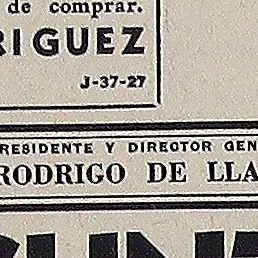 de comprar.
RIGUEZ
J-37-27
RESIDENTE Y DIRECTOR GEN
RODRIGO DE LLA